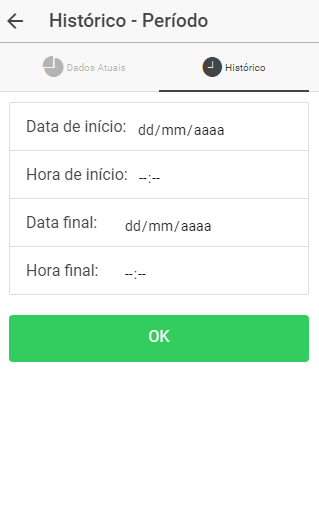 Histórico - Período
Dados Atuais Histórico
Data de início: dd/mm/aaaa
Hora de início: --:--
Data final: dd/mm/aaaa
Hora final: --:--
OK